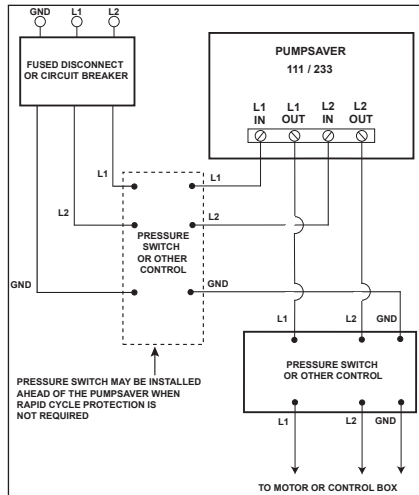 GND L1 L2
FUSED DISCONNECT
OR CIRCUIT BREAKER
PUMPSAVER
111 / 233
L1 L1 L2 L2
IN OUT IN OUT
L1
L1
L2
L2
PRESSURE
SWITCH
OR OTHER
CONTROL
GND
GND
L1
L2
GND
PRESSURE SWITCH
OR OTHER CONTROL
PRESSURE SWITCH MAY BE INSTALLED
AHEAD OF THE PUMPSAVER WHEN
RAPID CYCLE PROTECTION IS
NOT REQUIRED
L1
L2
GND
TO MOTOR OR CONTROL BOX